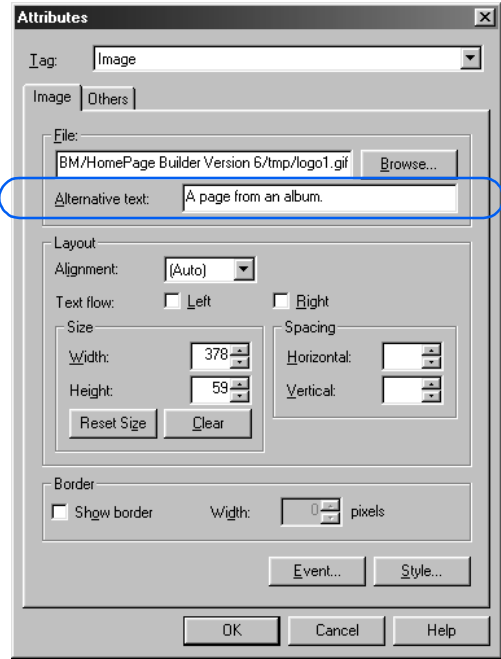 Attributes
Tag: Image
Image Others
File:
BM/HomePage Builder Version 6/tmp/logo1.gif Browse...
Alternative text: A page from an album.
Layout
Alignment: (Auto)
Text flow: Left Right
Size Spacing
Width: 378 Horizontal:
Height: 59 Vertical:
Reset Size Clear
Border
Show border Width: 0 pixels
Event... Style...
OK Cancel Help